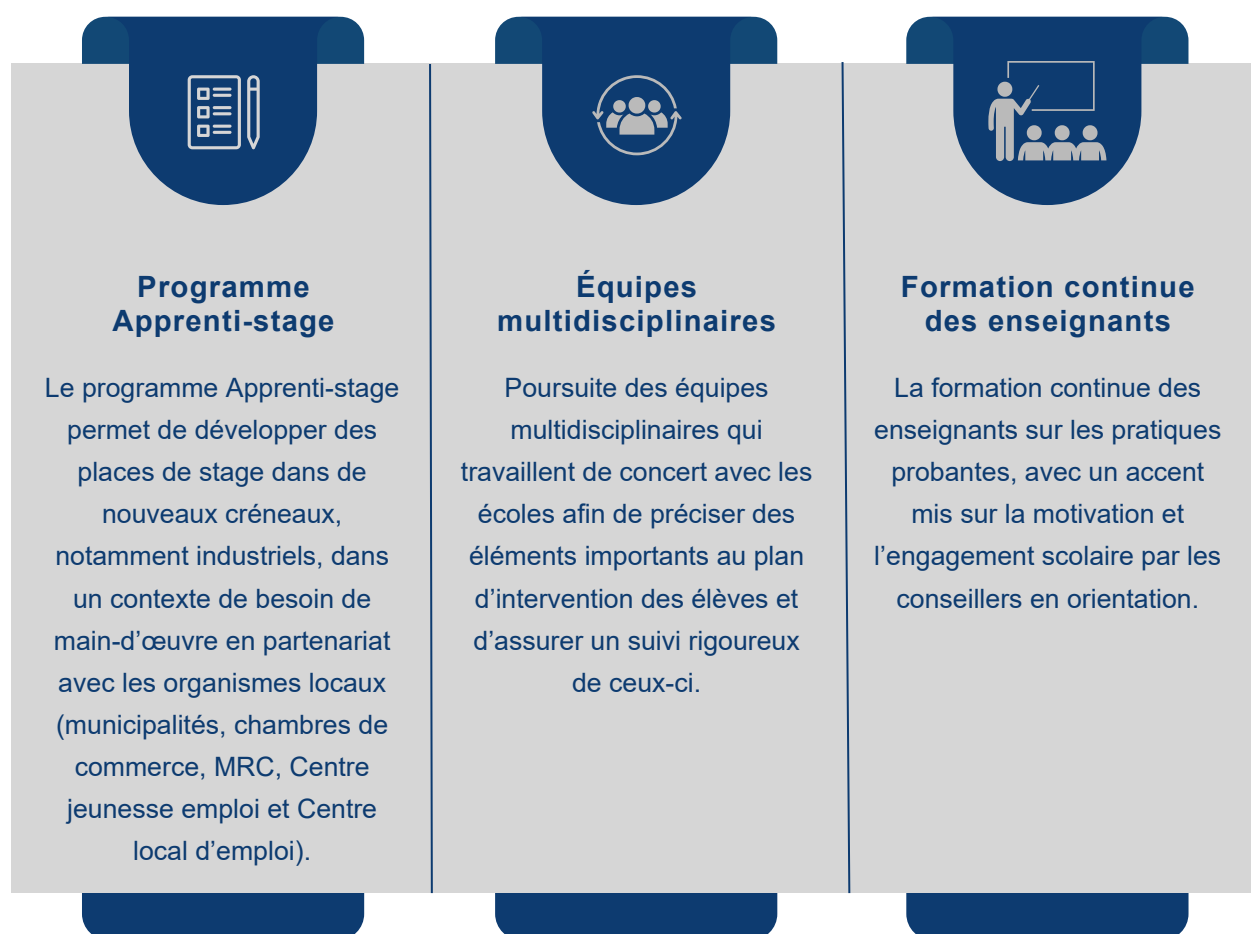 Programme
Apprenti-stage
Le programme Apprenti-stage
permet de développer des
places de stage dans de
nouveaux créneaux,
notamment industriels, dans
un contexte de besoin de
main-d’œuvre en partenariat
avec les organismes locaux
(municipalités, chambres de
commerce, MRC, Centre
jeunesse emploi et Centre
local d’emploi).
Équipes
multidisciplinaires
Poursuite des équipes
multidisciplinaires qui
travaillent de concert avec les
écoles afin de préciser des
éléments importants au plan
d’intervention des élèves et
d’assurer un suivi rigoureux
de ceux-ci.
Formation continue
des enseignants
La formation continue des
enseignants sur les pratiques
probantes, avec un accent
mis sur la motivation et
l’engagement scolaire par les
conseillers en orientation.